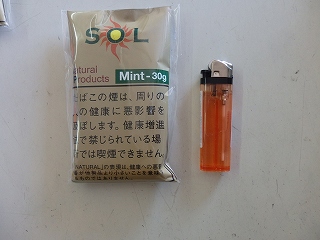 SOL
Natural
Products
Mint-30g
たばこの煙は、周りの
の健康に悪影響を
ぼします。健康増進
で禁じられている場
では喫煙できません。